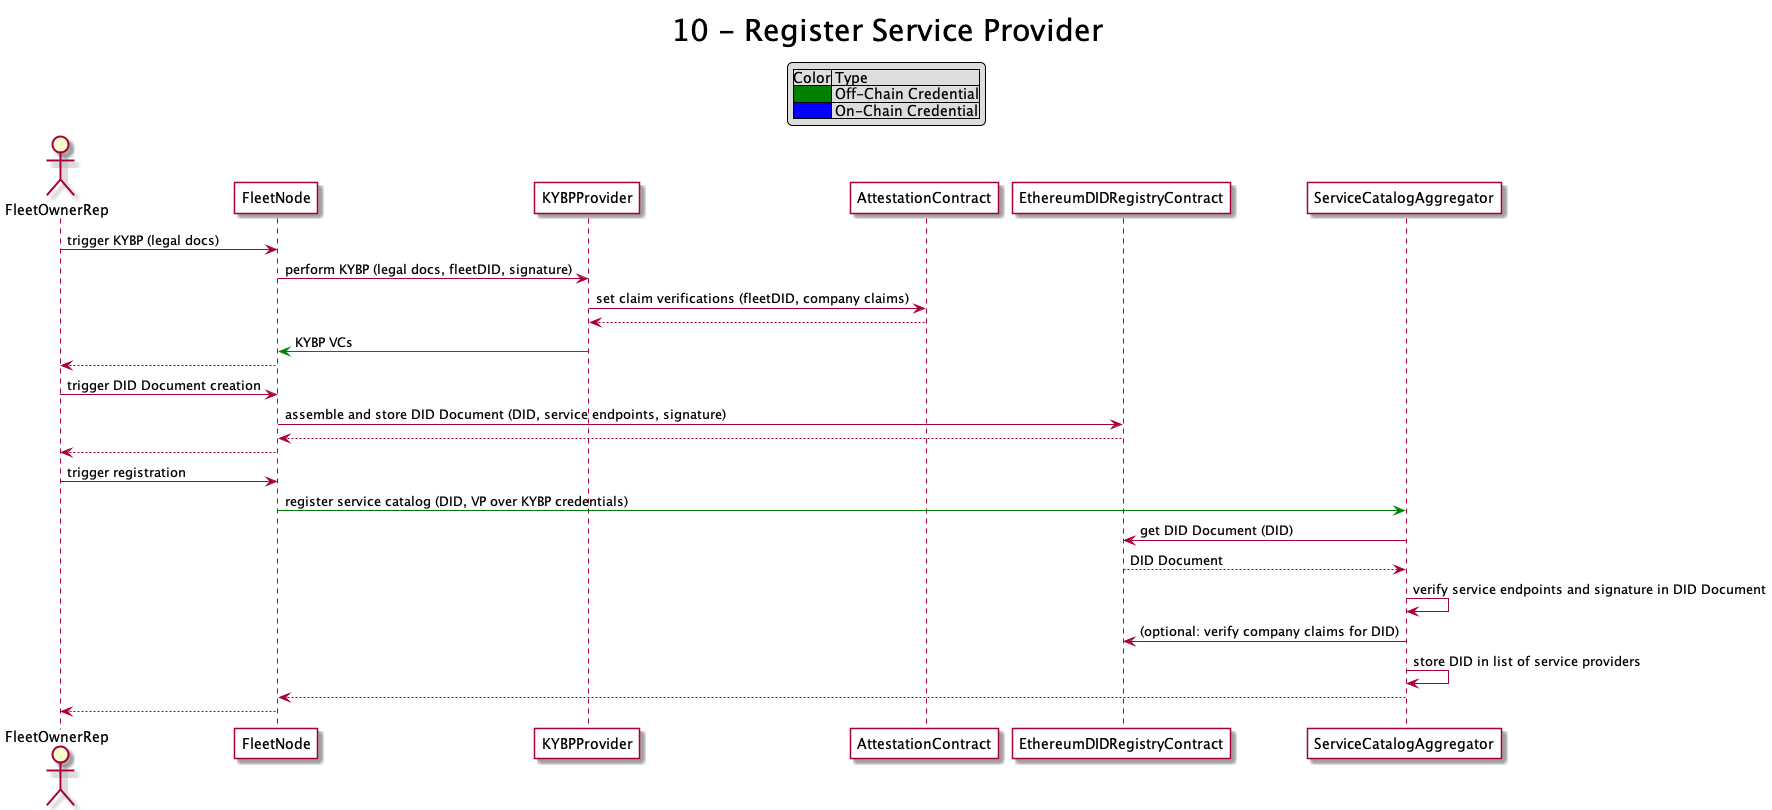 10 - Register Service Provider
Color Type
Off-Chain Credential
On-Chain Credential
FleetOwnerRep
FleetNode
KYBPProvider
AttestationContract
EthereumDIDRegistryContract
ServiceCatalogAggregator
trigger KYBP (legal docs)
perform KYBP (legal docs, fleetDID, signature)
set claim verifications (fleetDID, company claims)
KYBP VCs
trigger DID Document creation
assemble and store DID Document (DID, service endpoints, signature)
trigger registration
register service catalog (DID, VP over KYBP credentials)
get DID Document (DID)
DID Document
verify service endpoints and signature in DID Document
(optional: verify company claims for DID)
store DID in list of service providers
FleetOwnerRep
FleetNode
KYBPProvider
AttestationContract
EthereumDIDRegistryContract
ServiceCatalogAggregator